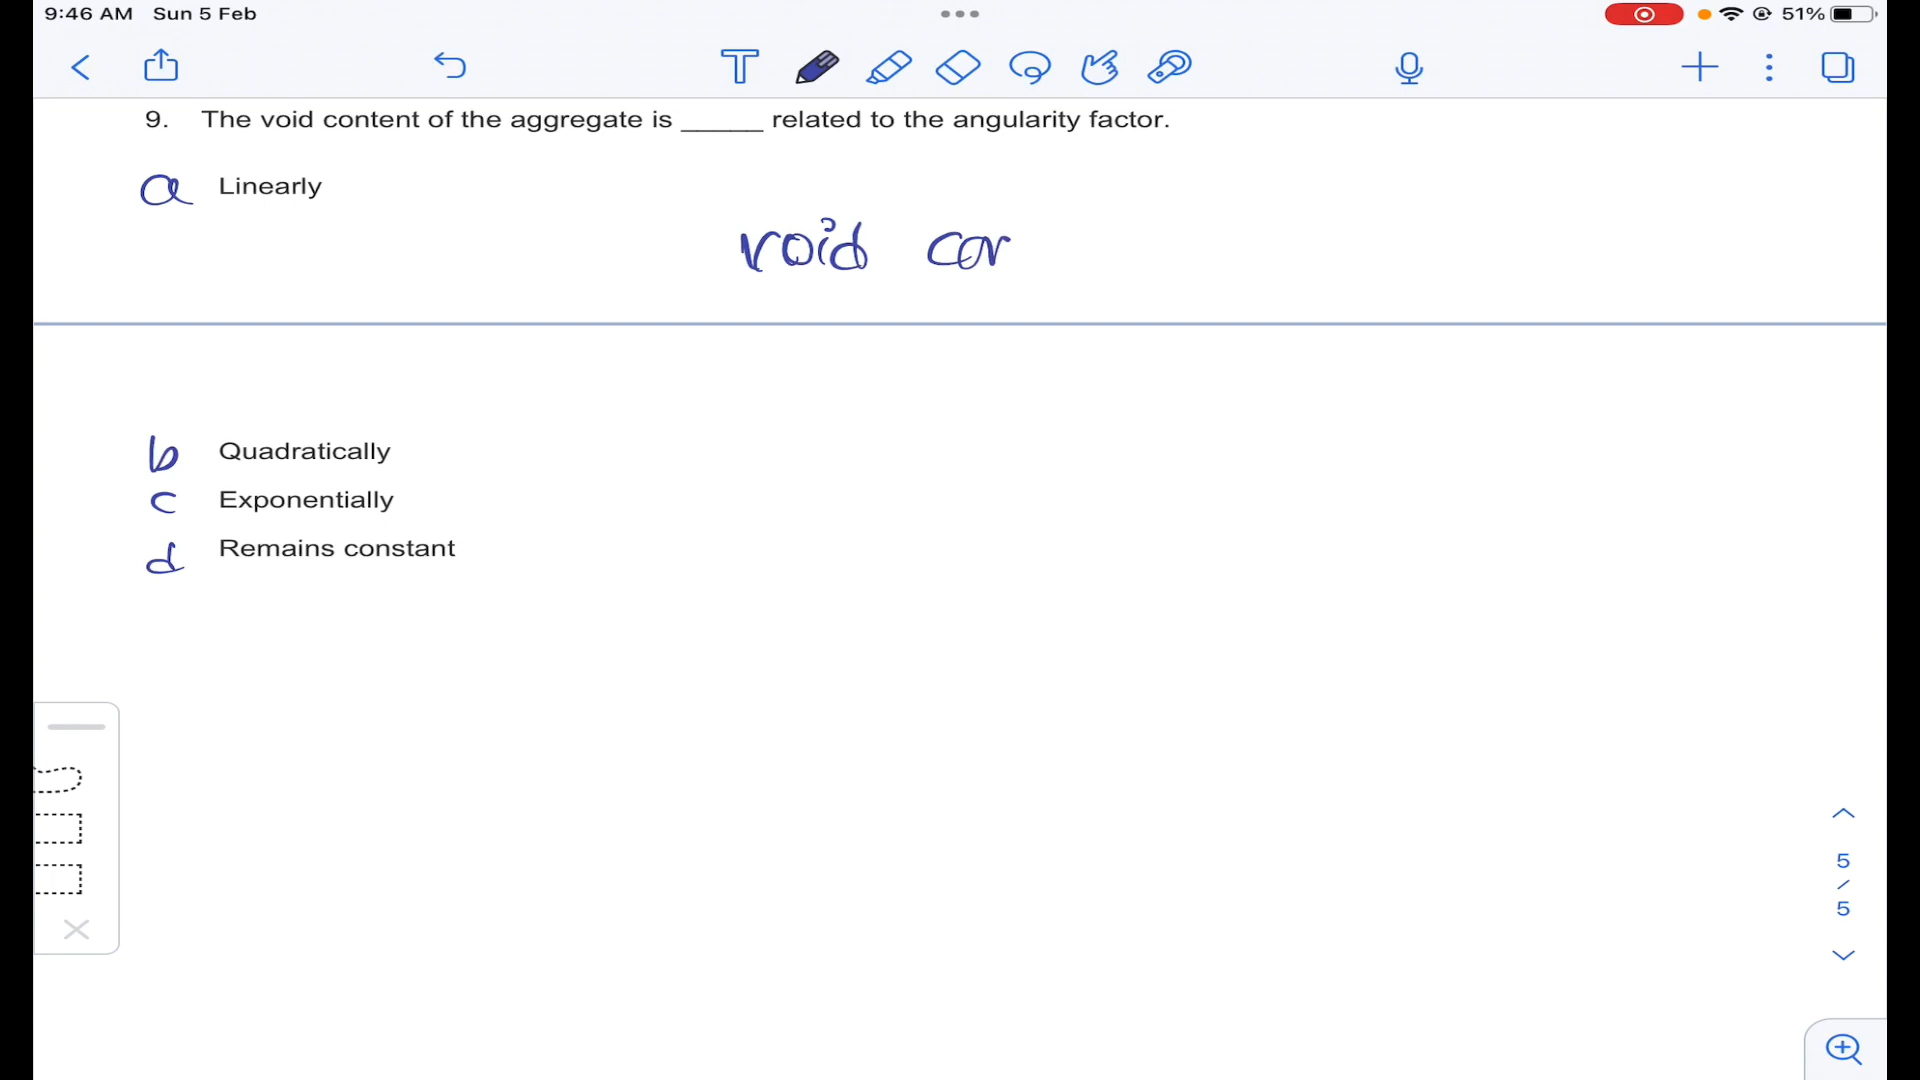 9:46 AM Sun 5 Feb
51%
9. The void content of the aggregate is _____ related to the angularity factor.
a Linearly
void con
b Quadratically
c Exponentially
d Remains constant
5
/
5